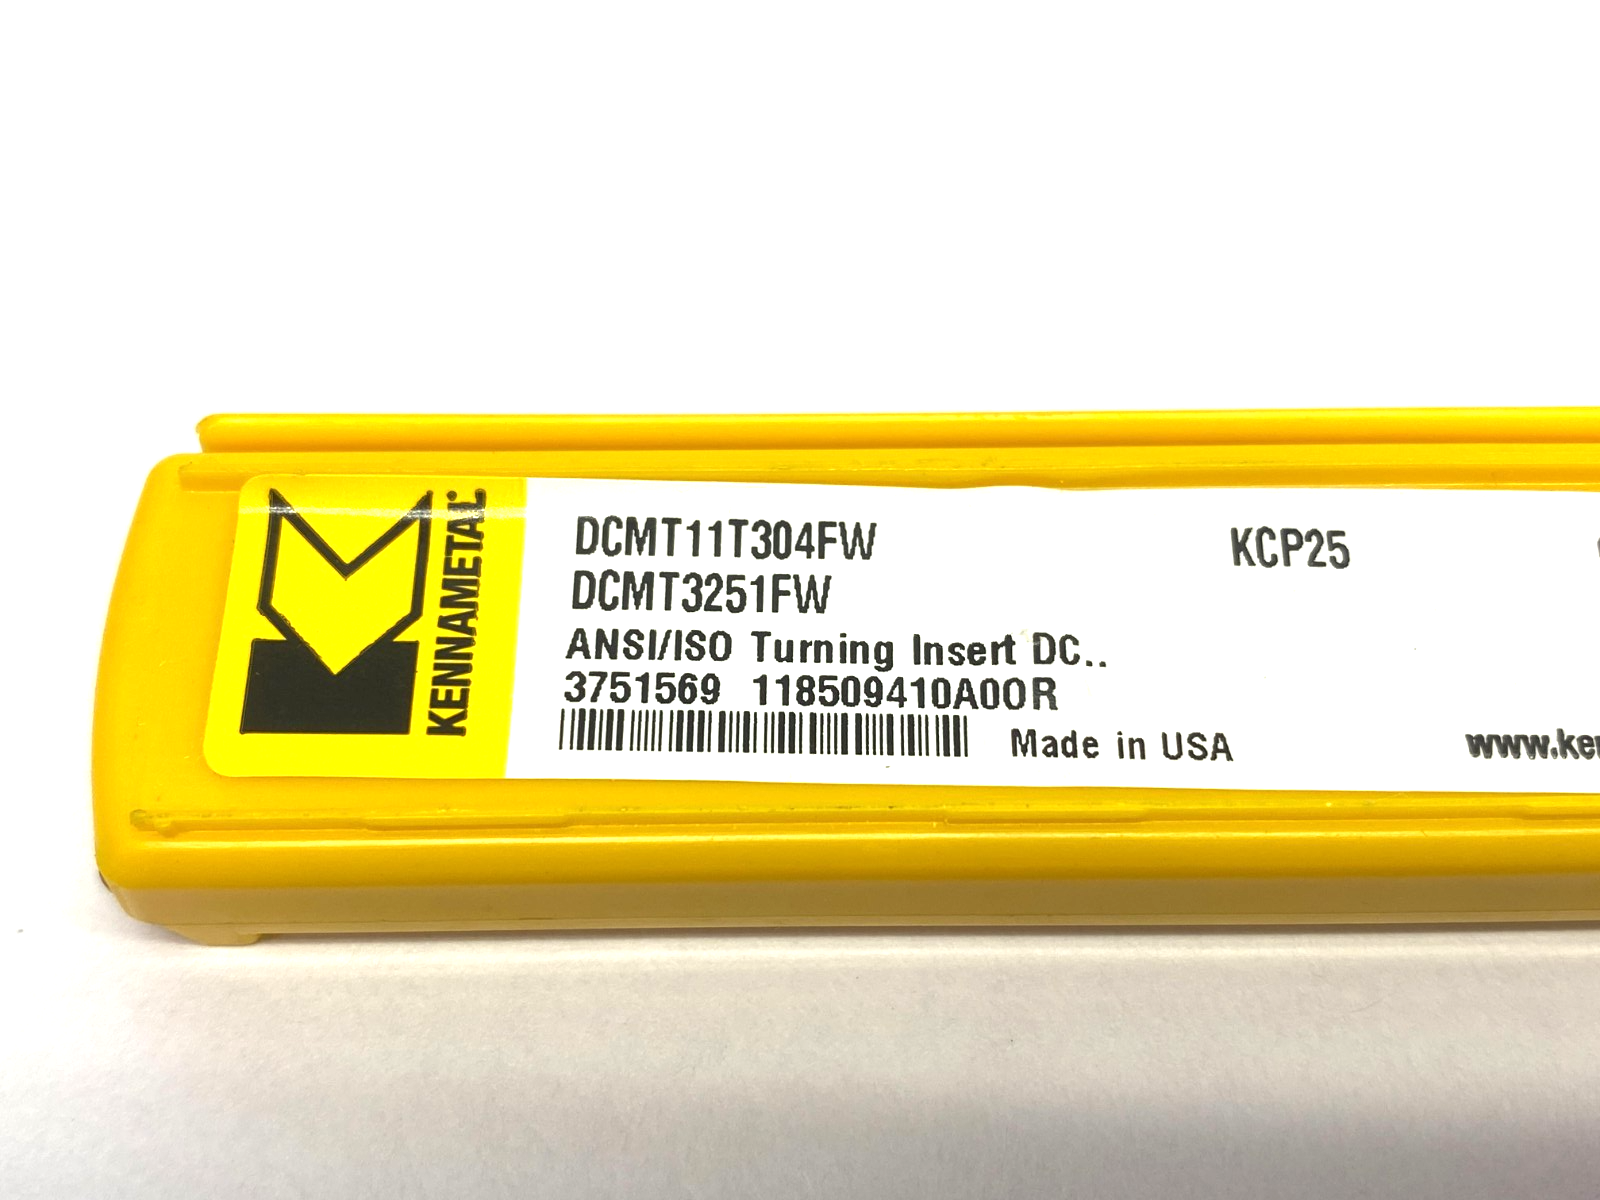 KENNAMETAL
DCMT11T304FW KCP25
DCMT3251FW
ANSI/ISO Turning Insert DC..
3751569 118509410A00R
Made in USA